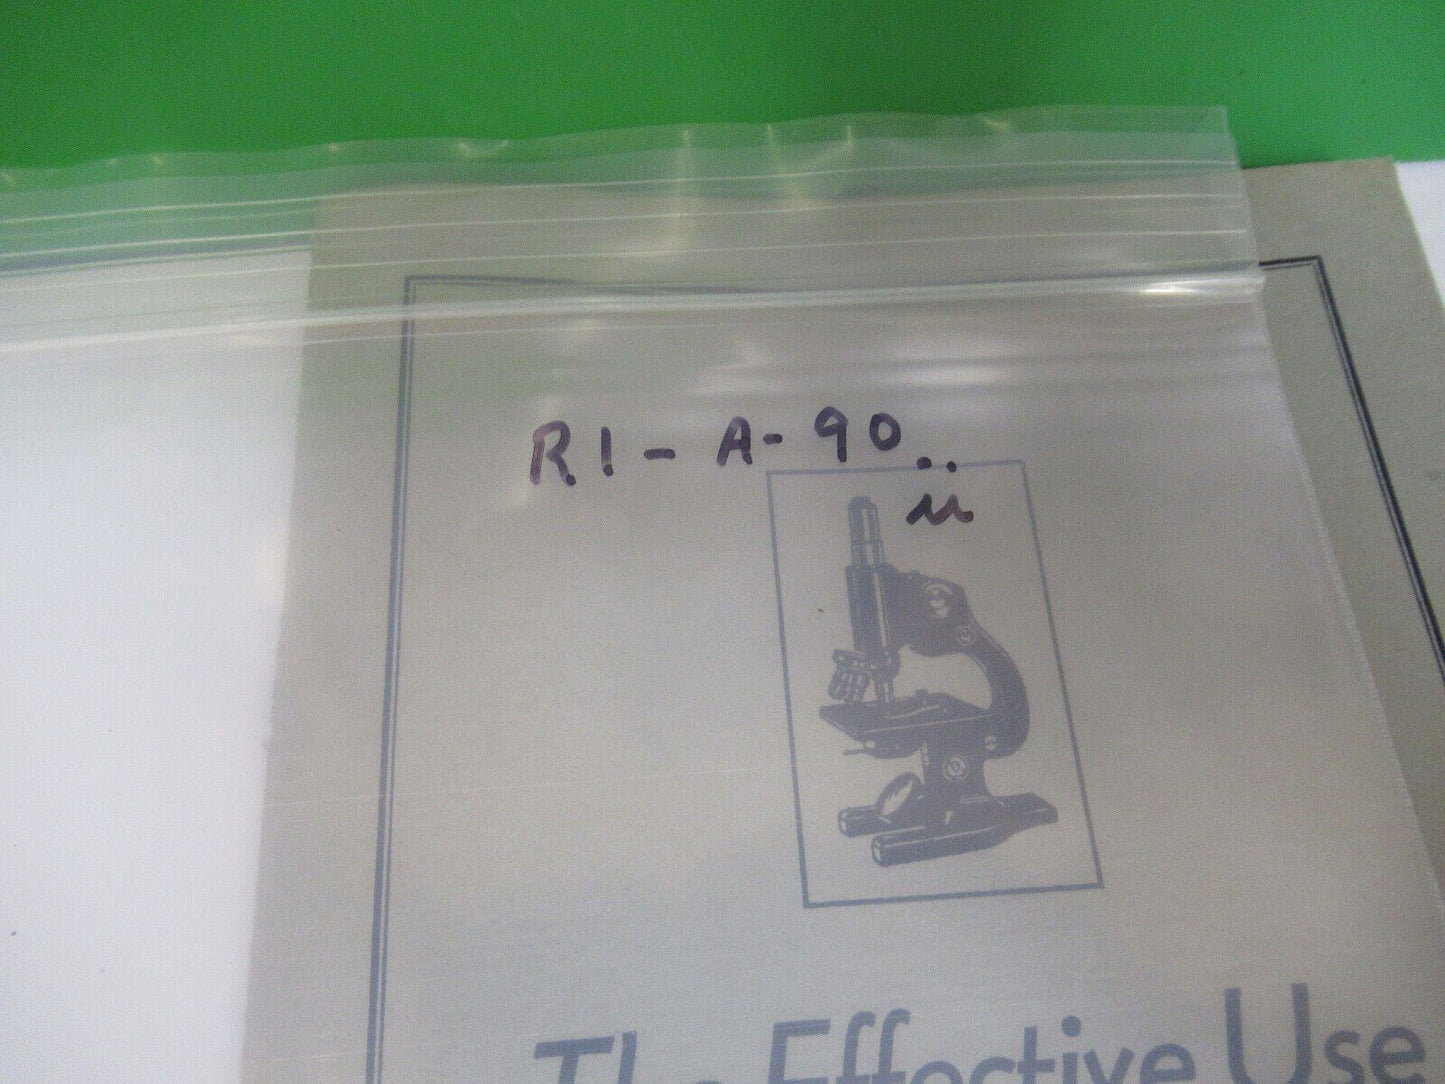 R1-A-90..
u
The Effective Use